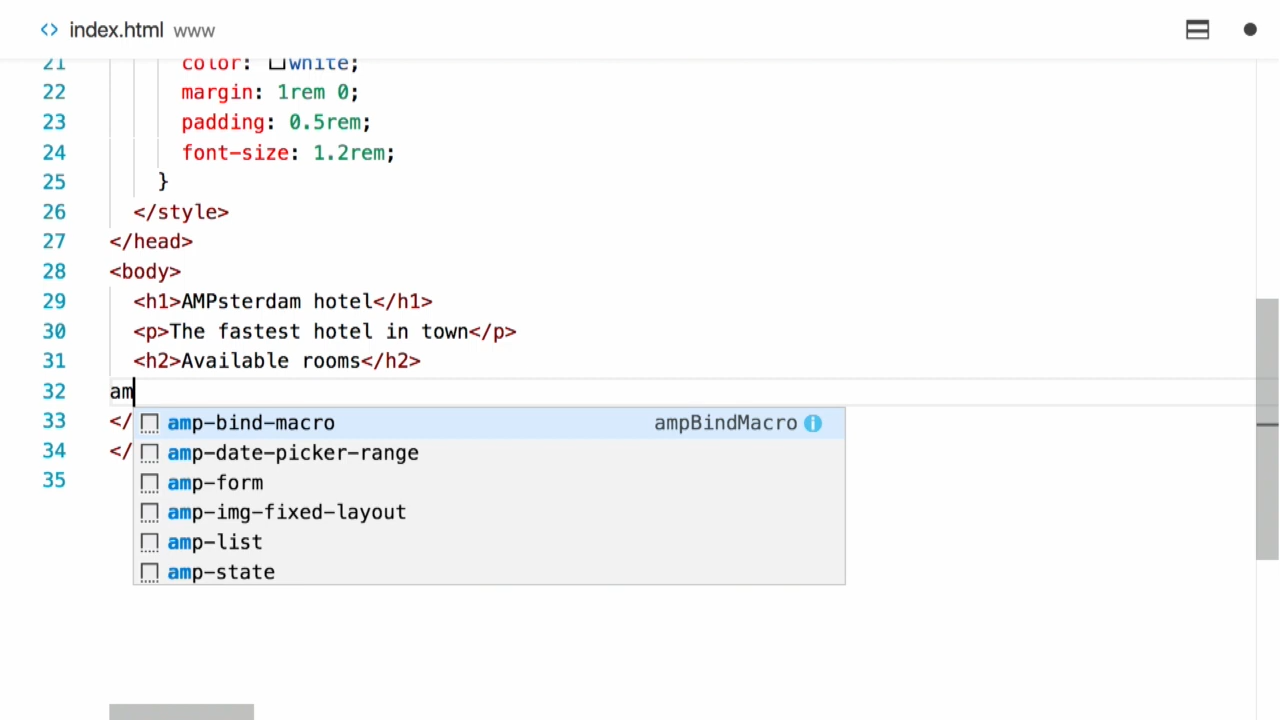 <> index.html www
21 color: white;
22 margin: 1rem 0;
23 padding: 0.5rem;
24 font-size: 1.2rem;
25 }
26 </style>
27 </head>
28 <body>
29 <h1>AMPsterdam hotel</h1>
30 <p>The fastest hotel in town</p>
31 <h2>Available rooms</h2>
32 am
33 </ amp-bind-macro ampBindMacro i
amp-date-picker-range
34 </
35 amp-form
amp-img-fixed-layout
amp-list
amp-state